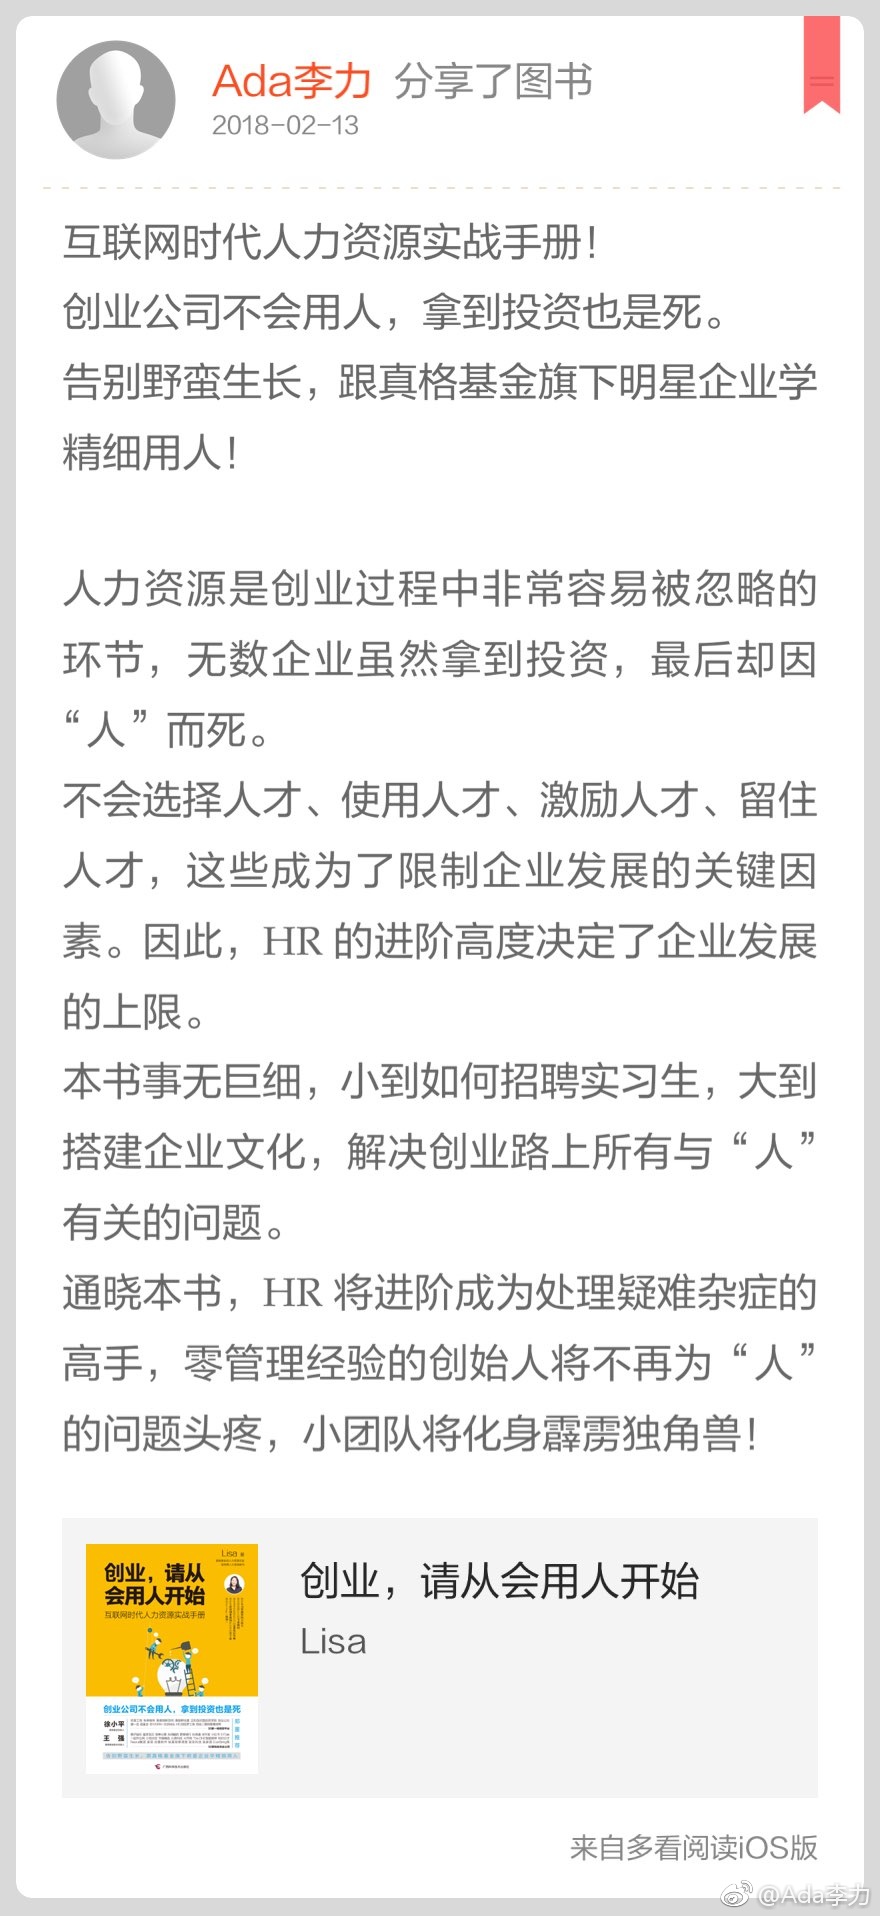 Ada李力 分享了图书
2018-02-13
互联网时代人力资源实战手册！
创业公司不会用人，拿到投资也是死。
告别野蛮生长，跟真格基金旗下明星企业学
精细用人！
人力资源是创业过程中非常容易被忽略的
环节，无数企业虽然拿到投资，最后却因
“人”而死。
不会选择人才、使用人才、激励人才、留住
人才，这些成为了限制企业发展的关键因
素。因此，HR 的进阶高度决定了企业发展
的上限。
本书事无巨细，小到如何招聘实习生，大到
搭建企业文化，解决创业路上所有与“人”
有关的问题。
通晓本书，HR 将进阶成为处理疑难杂症的
高手，零管理经验的创始人将不再为“人”
的问题头疼，小团队将化身霹雳独角兽！
Lisa 著
创业，请从
会用人开始
互联网时代人力资源实战手册
创业公司不会用人，拿到投资也是死
徐小平
王 强
创业，请从会用人开始
Lisa
来自多看阅读iOS版
@Ada李力